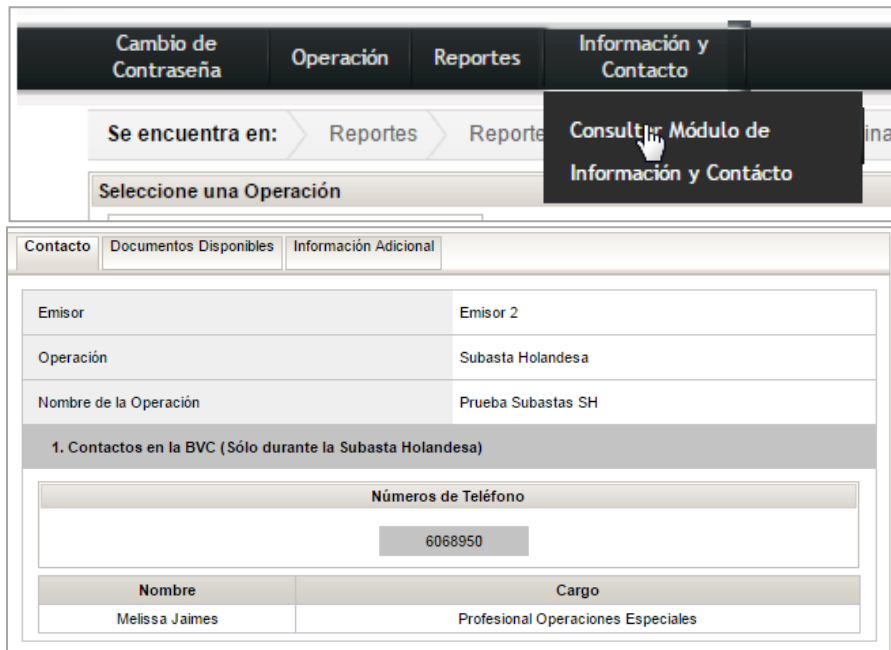 Cambio de
Contraseña
Operación
Reportes
Información y
Contacto
Se encuentra en:
Reportes
Reporte
Consultar Módulo de
Información y Contácto
Seleccione una Operación
Contacto
Documentos Disponibles
Información Adicional
Emisor
Emisor 2
Operación
Subasta Holandesa
Nombre de la Operación
Prueba Subastas SH
1. Contactos en la BVC (Sólo durante la Subasta Holandesa)
Números de Teléfono
6068950
Nombre
Cargo
Melissa Jaimes
Profesional Operaciones Especiales